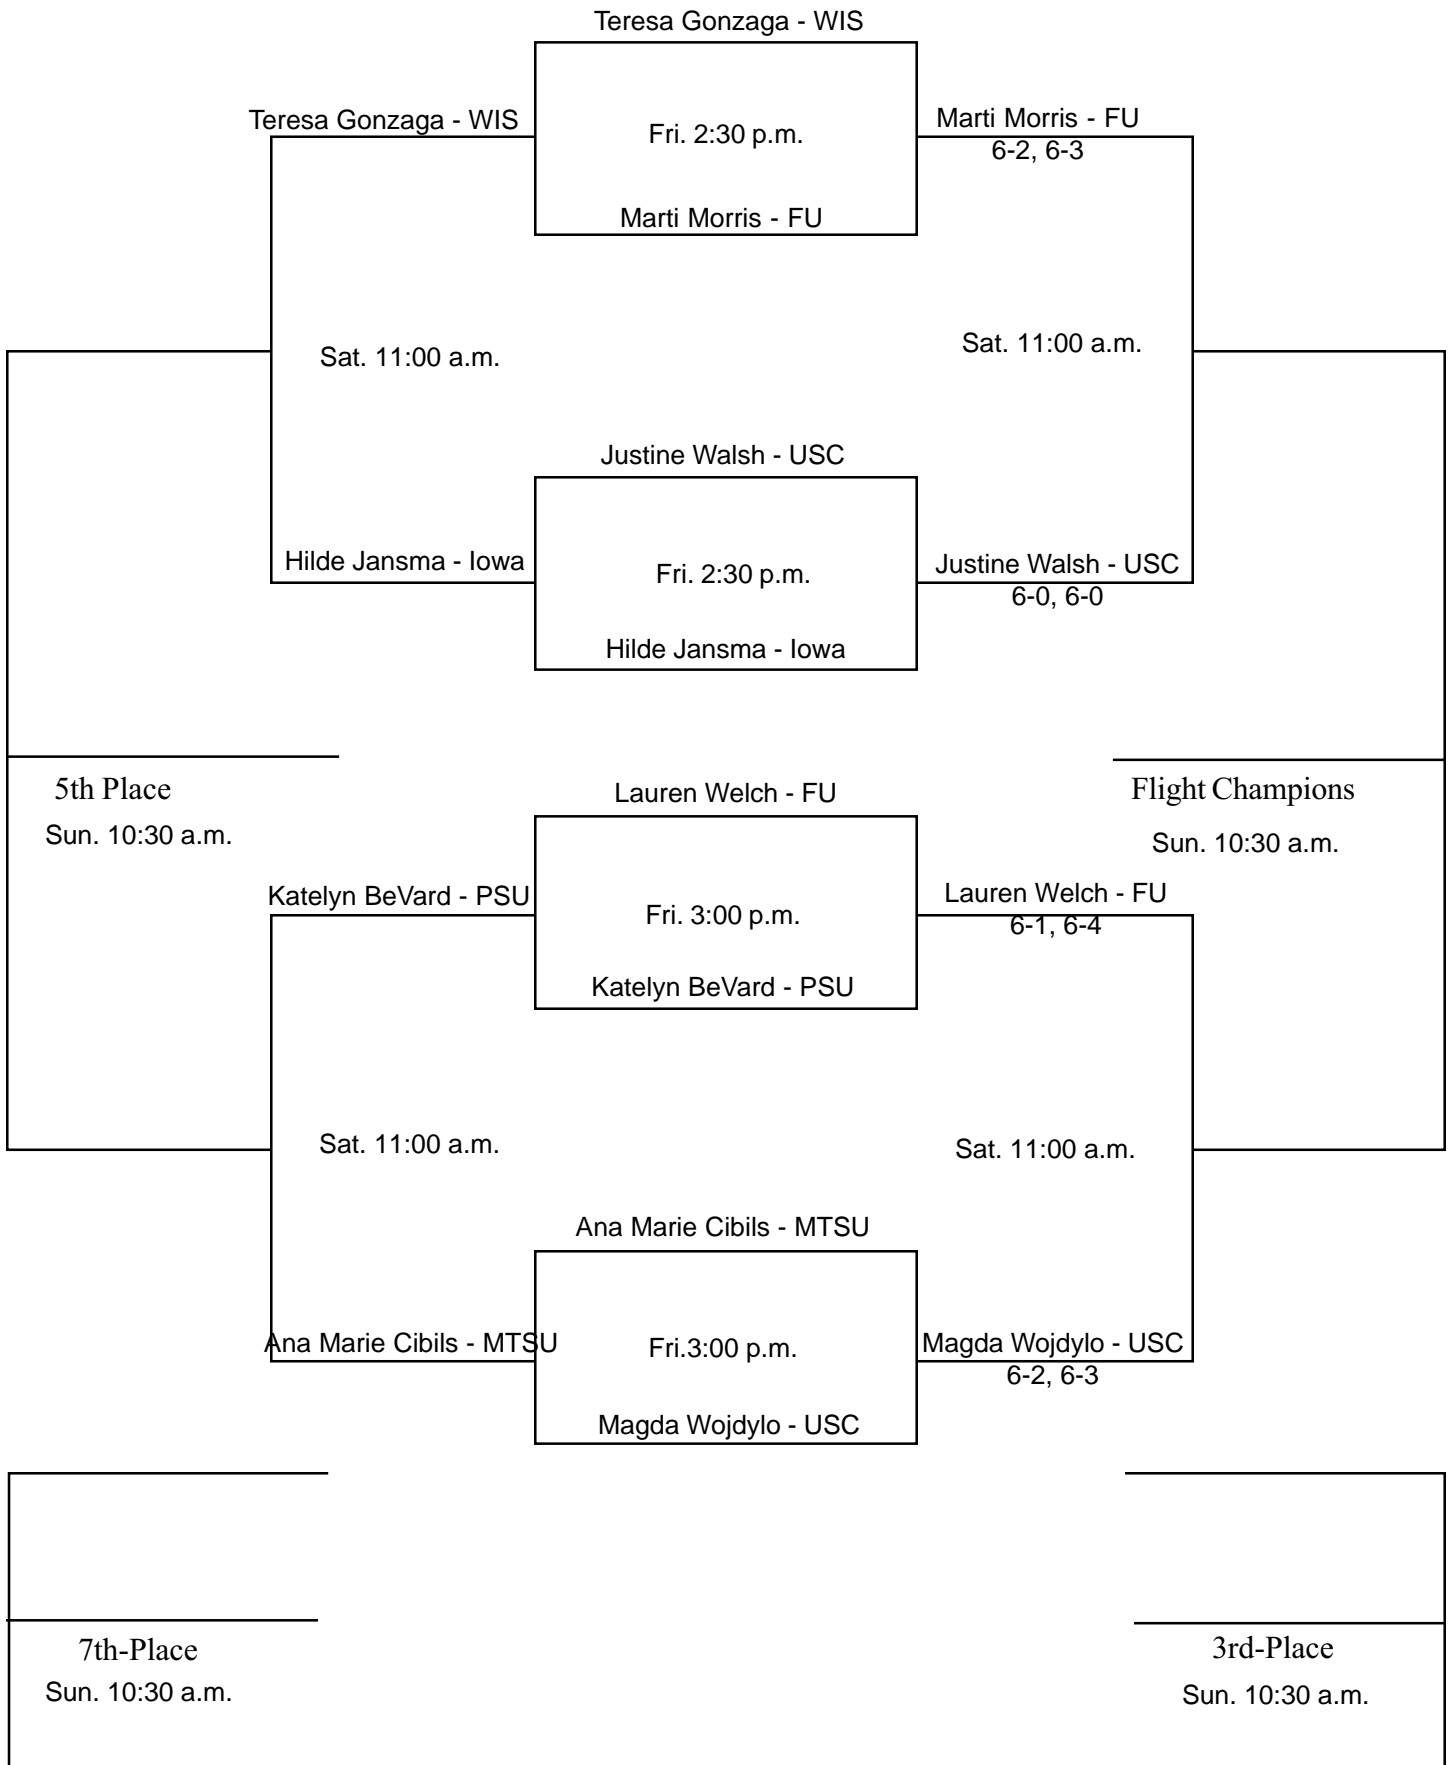 Teresa Gonzaga - WIS
Teresa Gonzaga - WIS
Fri. 2:30 p.m.
Marti Morris - FU
6-2, 6-3
Marti Morris - FU
Sat. 11:00 a.m.
Sat. 11:00 a.m.
Justine Walsh - USC
Hilde Jansma - Iowa
Fri. 2:30 p.m.
Justine Walsh - USC
6-0, 6-0
Hilde Jansma - Iowa
5th Place
Sun. 10:30 a.m.
Lauren Welch - FU
Flight Champions
Sun. 10:30 a.m.
Katelyn BeVard - PSU
Fri. 3:00 p.m.
Lauren Welch - FU
6-1, 6-4
Katelyn BeVard - PSU
Sat. 11:00 a.m.
Sat. 11:00 a.m.
Ana Marie Cibils - MTSU
Ana Marie Cibils - MTSU
Fri.3:00 p.m.
Magda Wojdylo - USC
6-2, 6-3
Magda Wojdylo - USC
7th-Place
Sun. 10:30 a.m.
3rd-Place
Sun. 10:30 a.m.